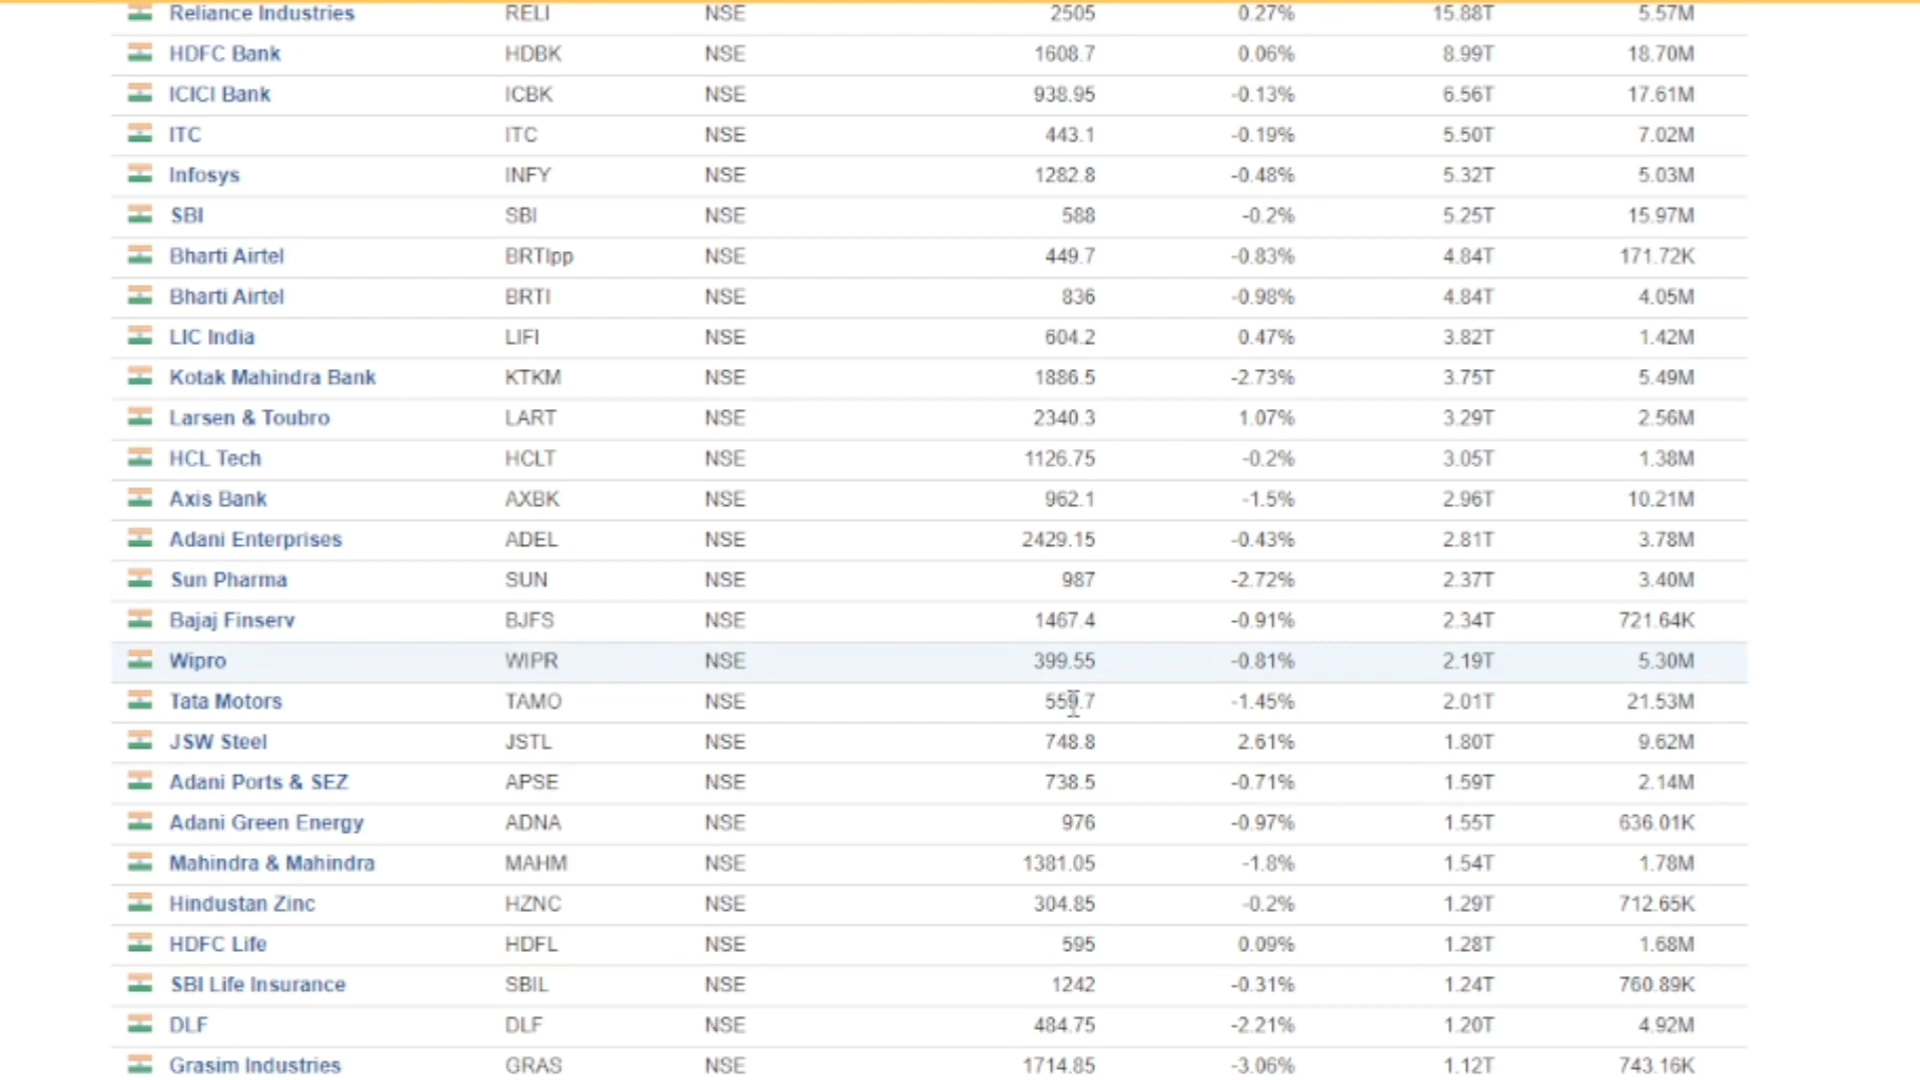 Reliance Industries RELI NSE 2505 0.27% 15.88T 5.57M
HDFC Bank HDBK NSE 1608.7 0.06% 8.99T 18.70M
ICICI Bank ICBK NSE 938.95 -0.13% 6.56T 17.61M
ITC ITC NSE 443.1 -0.19% 5.50T 7.02M
Infosys INFY NSE 1282.8 -0.48% 5.32T 5.03M
SBI SBI NSE 588 -0.2% 5.25T 15.97M
Bharti Airtel BRTIpp NSE 449.7 -0.83% 4.84T 171.72K
Bharti Airtel BRTI NSE 836 -0.98% 4.84T 4.05M
LIC India LIFI NSE 604.2 0.47% 3.82T 1.42M
Kotak Mahindra Bank KTKM NSE 1886.5 -2.73% 3.75T 5.49M
Larsen & Toubro LART NSE 2340.3 1.07% 3.29T 2.56M
HCL Tech HCLT NSE 1126.75 -0.2% 3.05T 1.38M
Axis Bank AXBK NSE 962.1 -1.5% 2.96T 10.21M
Adani Enterprises ADEL NSE 2429.15 -0.43% 2.81T 3.78M
Sun Pharma SUN NSE 987 -2.72% 2.37T 3.40M
Bajaj Finserv BJFS NSE 1467.4 -0.91% 2.34T 721.64K
Wipro WIPR NSE 399.55 -0.81% 2.19T 5.30M
Tata Motors TAMO NSE 559.7 -1.45% 2.01T 21.53M
JSW Steel JSTL NSE 748.8 2.61% 1.80T 9.62M
Adani Ports & SEZ APSE NSE 738.5 -0.71% 1.59T 2.14M
Adani Green Energy ADNA NSE 976 -0.97% 1.55T 636.01K
Mahindra & Mahindra MAHM NSE 1381.05 -1.8% 1.54T 1.78M
Hindustan Zinc HZNC NSE 304.85 -0.2% 1.29T 712.65K
HDFC Life HDFL NSE 595 0.09% 1.28T 1.68M
SBI Life Insurance SBIL NSE 1242 -0.31% 1.24T 760.89K
DLF DLF NSE 484.75 -2.21% 1.20T 4.92M
Grasim Industries GRAS NSE 1714.85 -3.06% 1.12T 743.16K